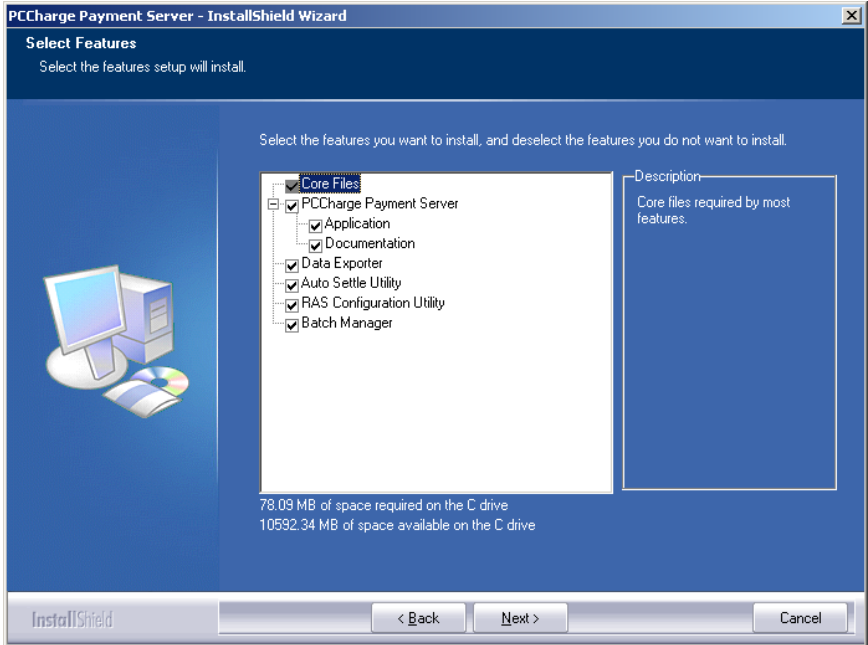 PCCharge Payment Server - InstallShield Wizard
Select Features
Select the features setup will install.
Select the features you want to install, and deselect the features you do not want to install.
Core Files
PCCharge Payment Server
Application
Documentation
Data Exporter
Auto Settle Utility
RAS Configuration Utility
Batch Manager
Description
Core files required by most
features.
78.09 MB of space required on the C drive
10592.34 MB of space available on the C drive
InstallShield
< Back
Next >
Cancel